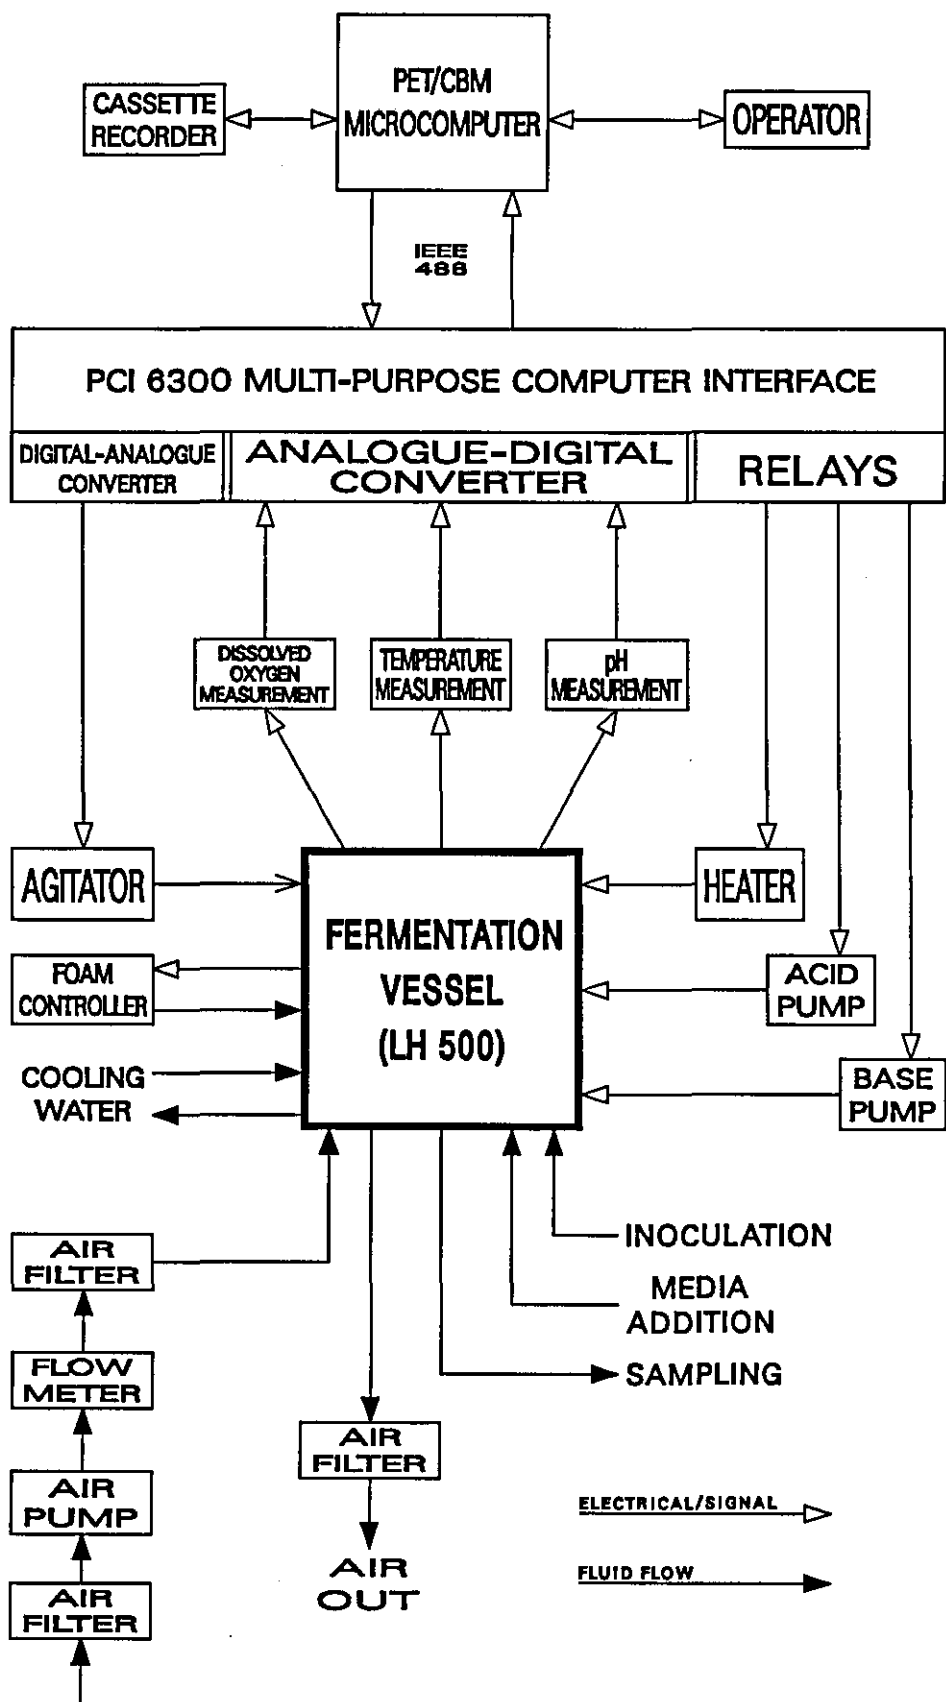 PET/CBM
MICROCOMPUTER
CASSETTE
RECORDER
OPERATOR
IEEE
488
PCI 6300 MULTI-PURPOSE COMPUTER INTERFACE
DIGITAL-ANALOGUE
CONVERTER
ANALOGUE-DIGITAL
CONVERTER
RELAYS
DISSOLVED
OXYGEN
MEASUREMENT
TEMPERATURE
MEASUREMENT
pH
MEASUREMENT
AGITATOR
HEATER
FERMENTATION
VESSEL
(LH 500)
FOAM
CONTROLLER
ACID
PUMP
COOLING
WATER
BASE
PUMP
AIR
FILTER
INOCULATION
MEDIA
ADDITION
FLOW
METER
SAMPLING
AIR
FILTER
AIR
PUMP
ELECTRICAL/SIGNAL
AIR
OUT
FLUID FLOW
AIR
FILTER